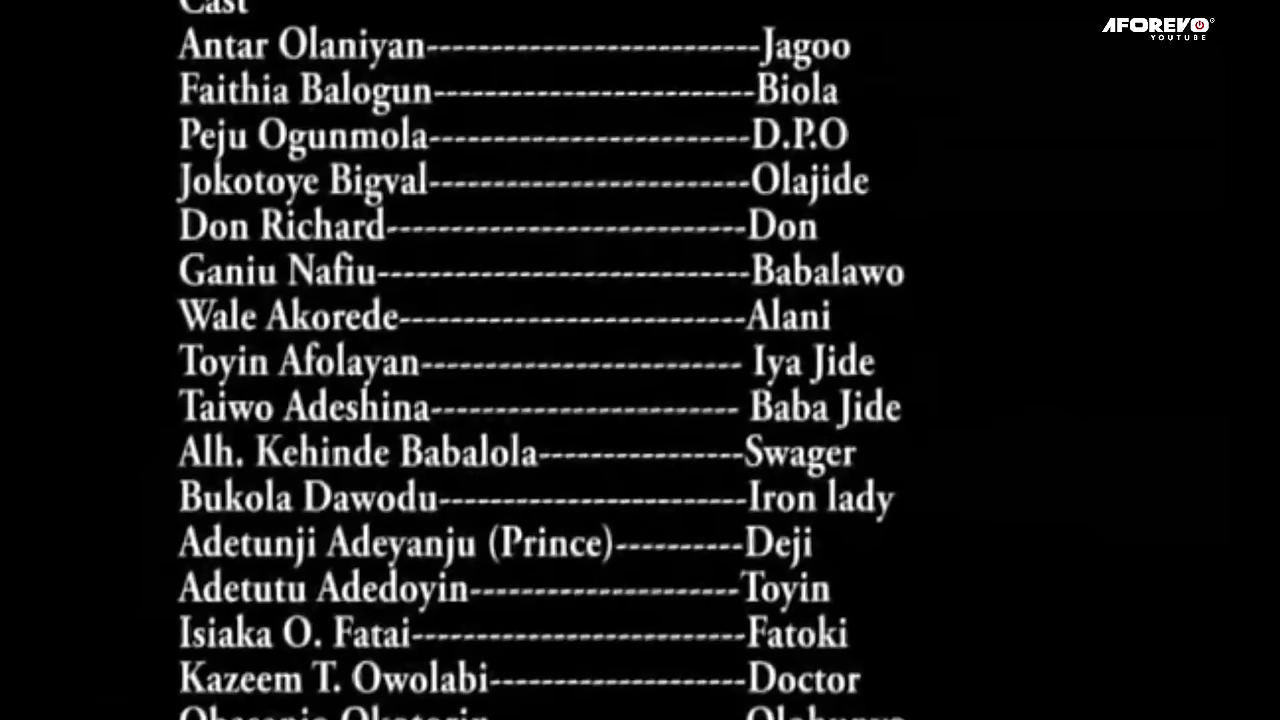 AFOREVO
YOUTUBE
Cast
Antar Olaniyan--------------------------Jagoo
Faithia Balogun-------------------------Biola
Peju Ogunmola-------------------------D.P.O
Jokotoye Bigval-------------------------Olajide
Don Richard----------------------------Don
Ganiu Nafiu-----------------------------Babalawo
Wale Akorede---------------------------Alani
Toyin Afolayan------------------------- Iya Jide
Taiwo Adeshina------------------------ Baba Jide
Alh. Kehinde Babalola----------------Swager
Bukola Dawodu------------------------Iron lady
Adetunji Adeyanju (Prince)----------Deji
Adetutu Adedoyin---------------------Toyin
Isiaka O. Fatai--------------------------Fatoki
Kazeem T. Owolabi--------------------Doctor